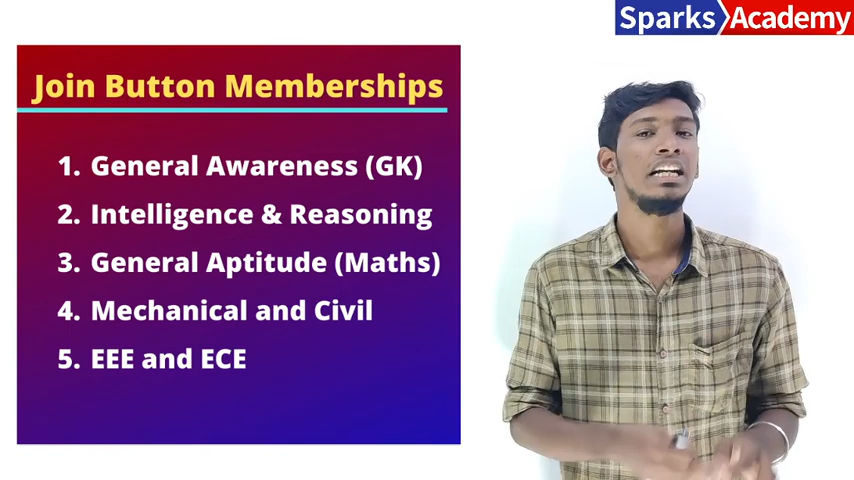 Sparks Academy
Join Button Memberships
1. General Awareness (GK)
2. Intelligence & Reasoning
3. General Aptitude (Maths)
4. Mechanical and Civil
5. EEE and ECE